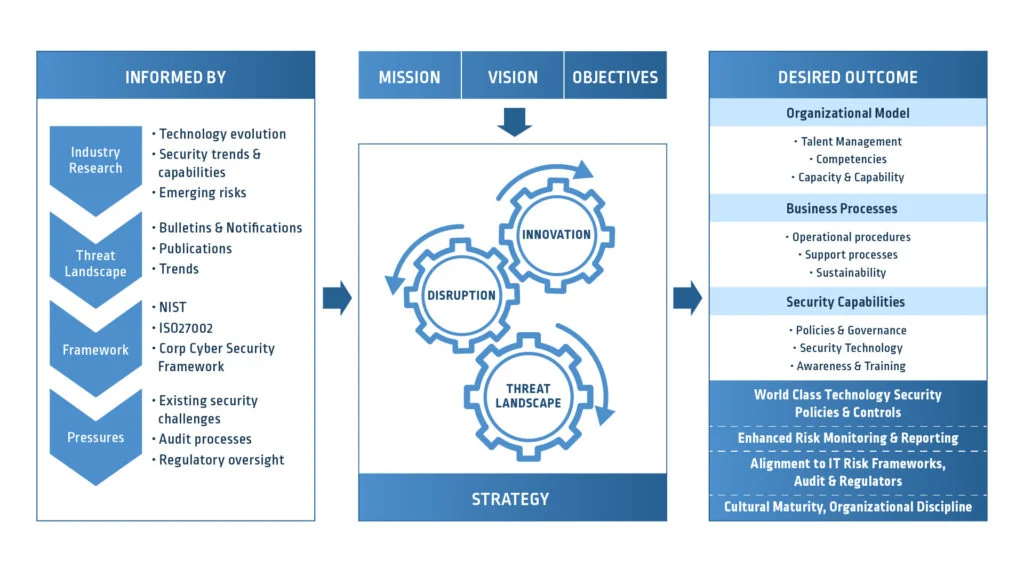 INFORMED BY
Industry
Research
• Technology evolution
• Security trends &
capabilities
• Emerging risks
Threat
Landscape
• Bulletins & Notifications
• Publications
• Trends
Framework
• NIST
• ISO27002
• Corp Cyber Security
Framework
Pressures
• Existing security
challenges
• Audit processes
• Regulatory oversight
MISSION
VISION
OBJECTIVES
INNOVATION
DISRUPTION
THREAT
LANDSCAPE
STRATEGY
DESIRED OUTCOME
Organizational Model
• Talent Management
• Competencies
• Capacity & Capability
Business Processes
• Operational procedures
• Support processes
• Sustainability
Security Capabilities
• Policies & Governance
• Security Technology
• Awareness & Training
World Class Technology Security
Policies & Controls
Enhanced Risk Monitoring & Reporting
Alignment to IT Risk Frameworks,
Audit & Regulators
Cultural Maturity, Organizational Discipline